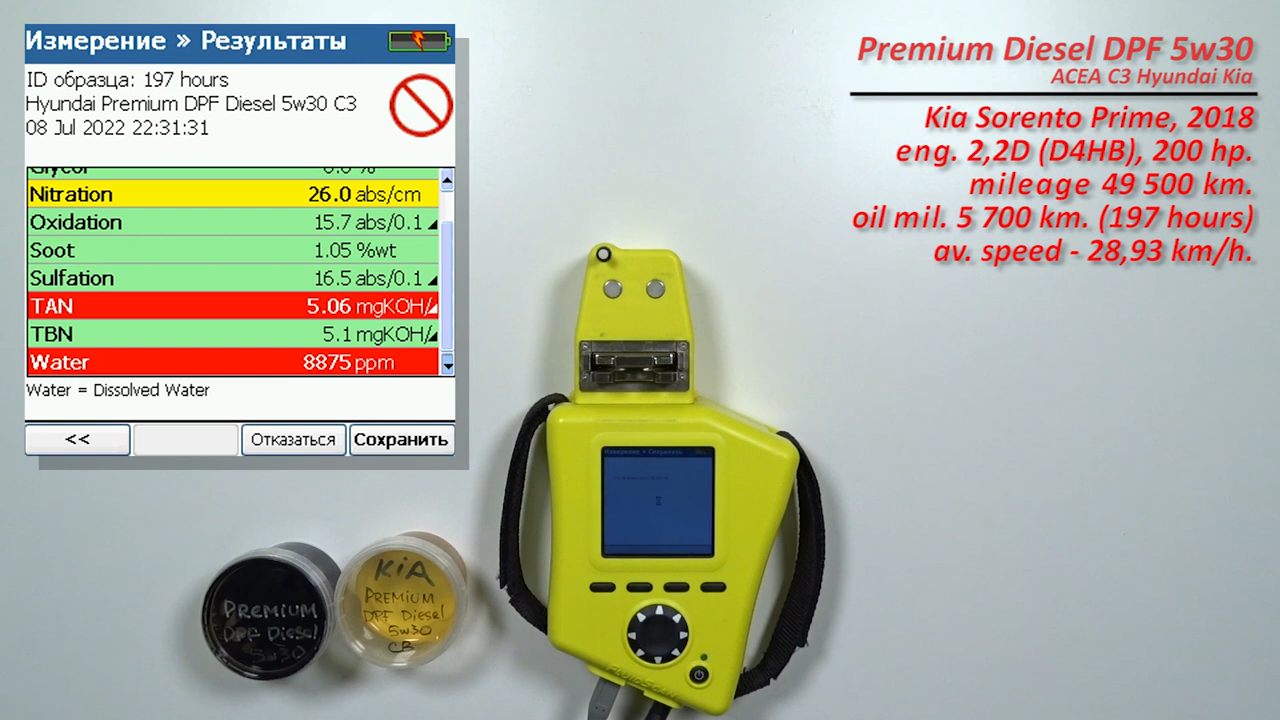 Измерение » Результаты
ID образца: 197 hours
Hyundai Premium DPF Diesel 5w30 C3
08 Jul 2022 22:31:31
Glycol 0.0 %
Nitration 26.0 abs/cm
Oxidation 15.7 abs/0.1
Soot 1.05 %wt
Sulfation 16.5 abs/0.1
TAN 5.06 mgKOH/
TBN 5.1 mgKOH/
Water 8875 ppm
Water = Dissolved Water
<<
Отказаться
Сохранить
Premium Diesel DPF 5w30
ACEA C3 Hyundai Kia
Kia Sorento Prime, 2018
eng. 2,2D (D4HB), 200 hp.
mileage 49 500 km.
oil mil. 5 700 km. (197 hours)
av. speed - 28,93 km/h.
PREMIUM
DPF Diesel
5w30
KiA
PREMIUM
DPF Diesel
5w30
C3
FluidScan